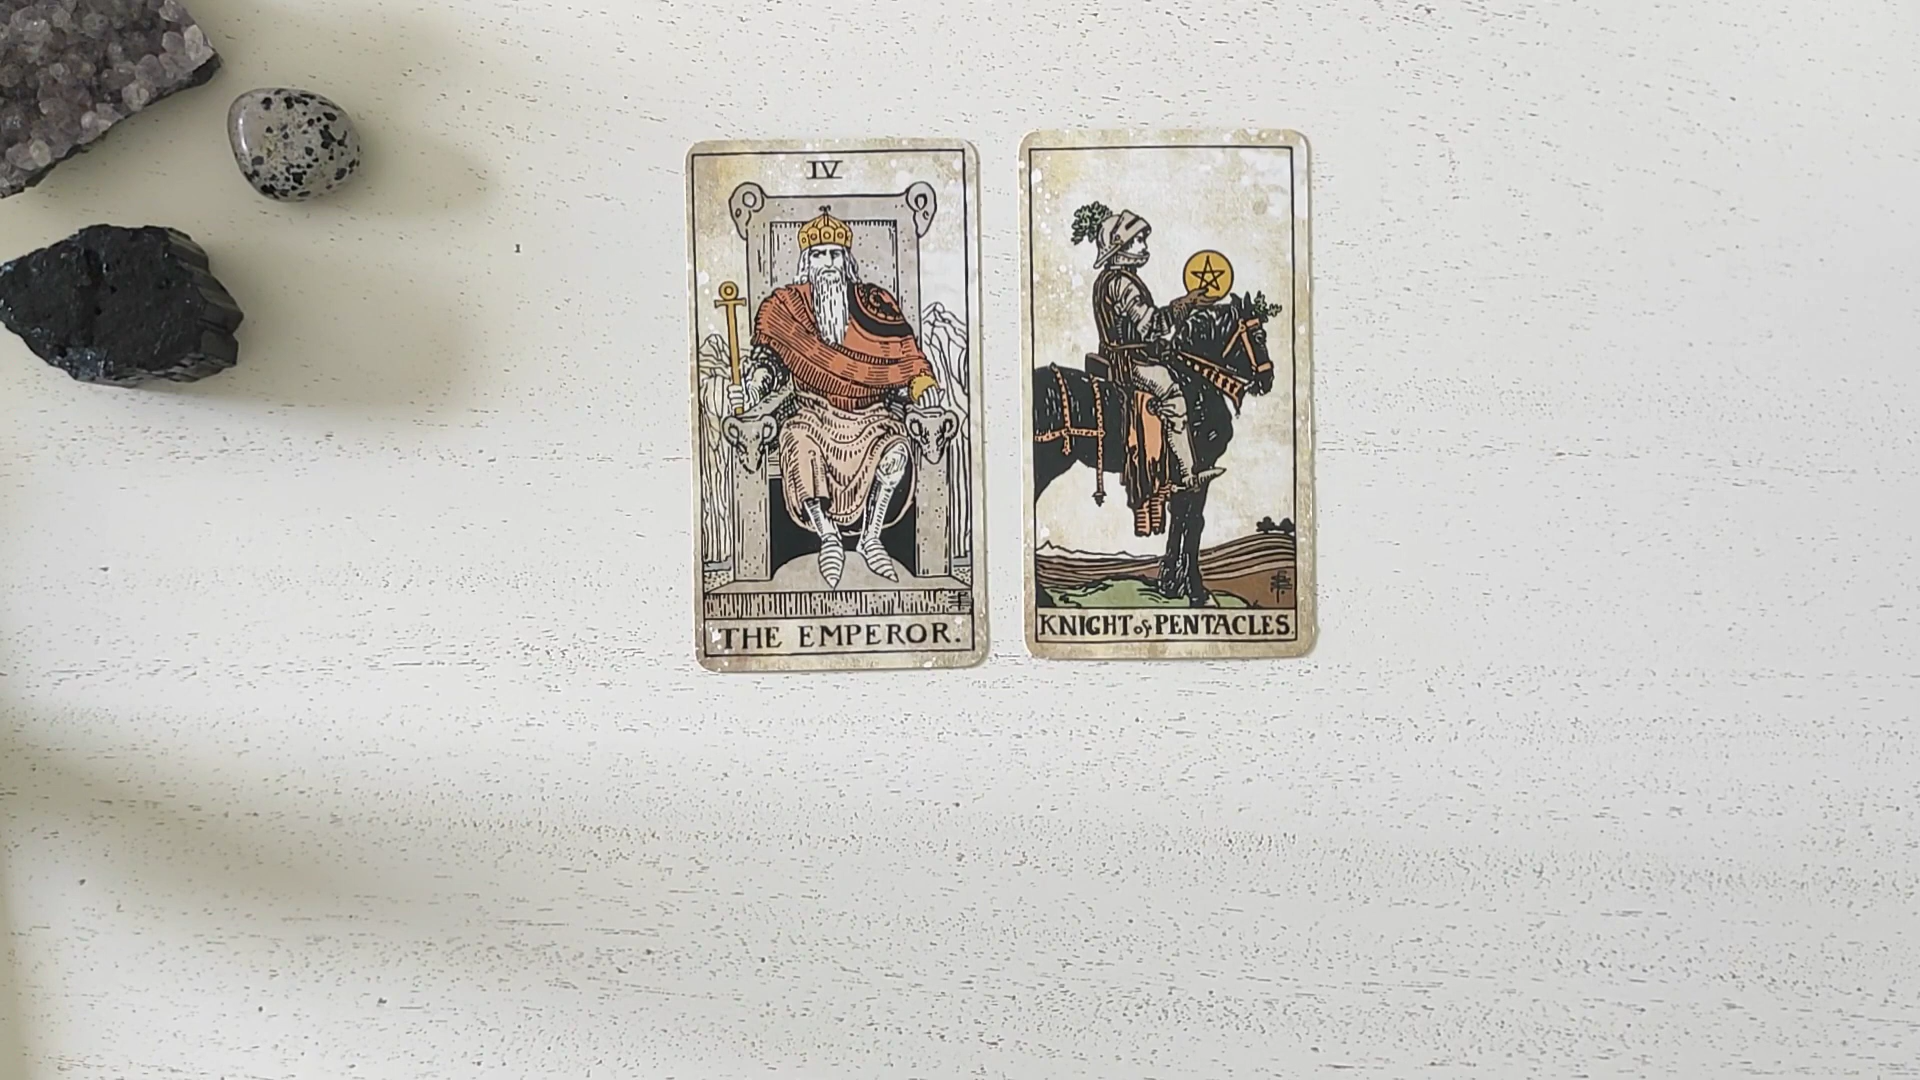 IV
THE EMPEROR.
KNIGHT of PENTACLES.